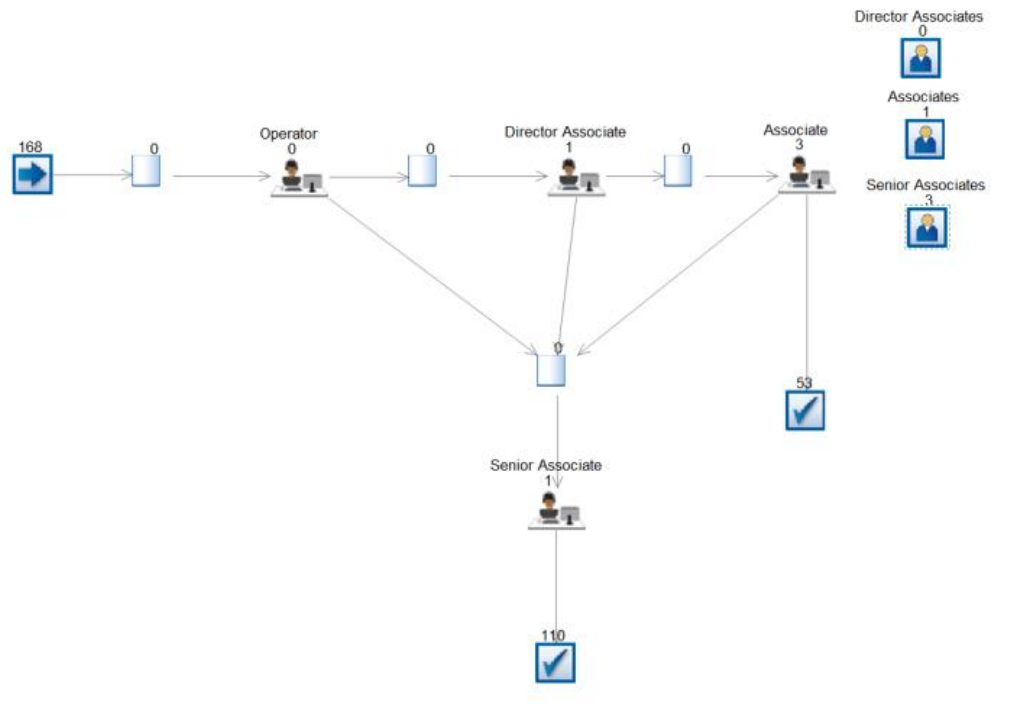 Director Associates
0
Associates
1
Senior Associates
3
168
0
Operator
0
0
Director Associate
1
0
Associate
3
0
53
Senior Associate
1
110